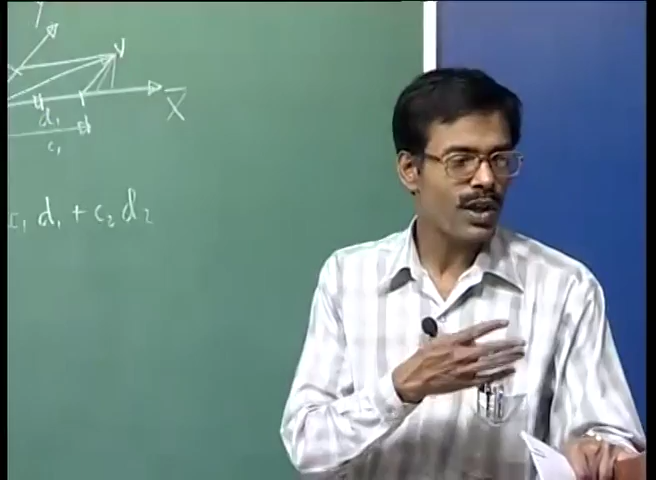 Y
V
X
d₁
c₁
c₁ d₁ + c₂ d₂